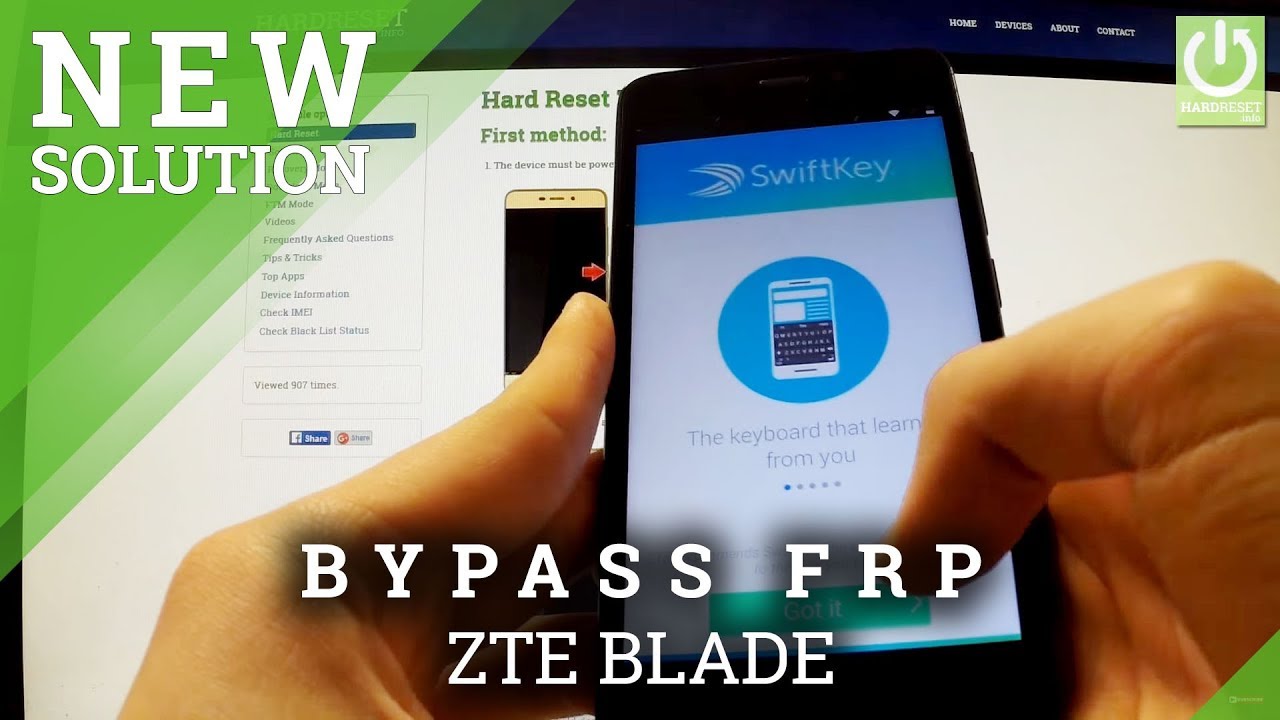 NEW
SOLUTION
HARDRESET
HOME
DEVICES
ABOUT
CONTACT
HARDRESET
.info
Hard Reset
First method:
1. The device must be powe
Hard Reset
Mode
Videos
Frequently Asked Questions
Tips & Tricks
Top Apps
Device Information
Check IMEI
Check Black List Status
Viewed 907 times.
Share
Share
SwiftKey
The keyboard that learn
from you
Got it
BYPASS FRP
ZTE BLADE